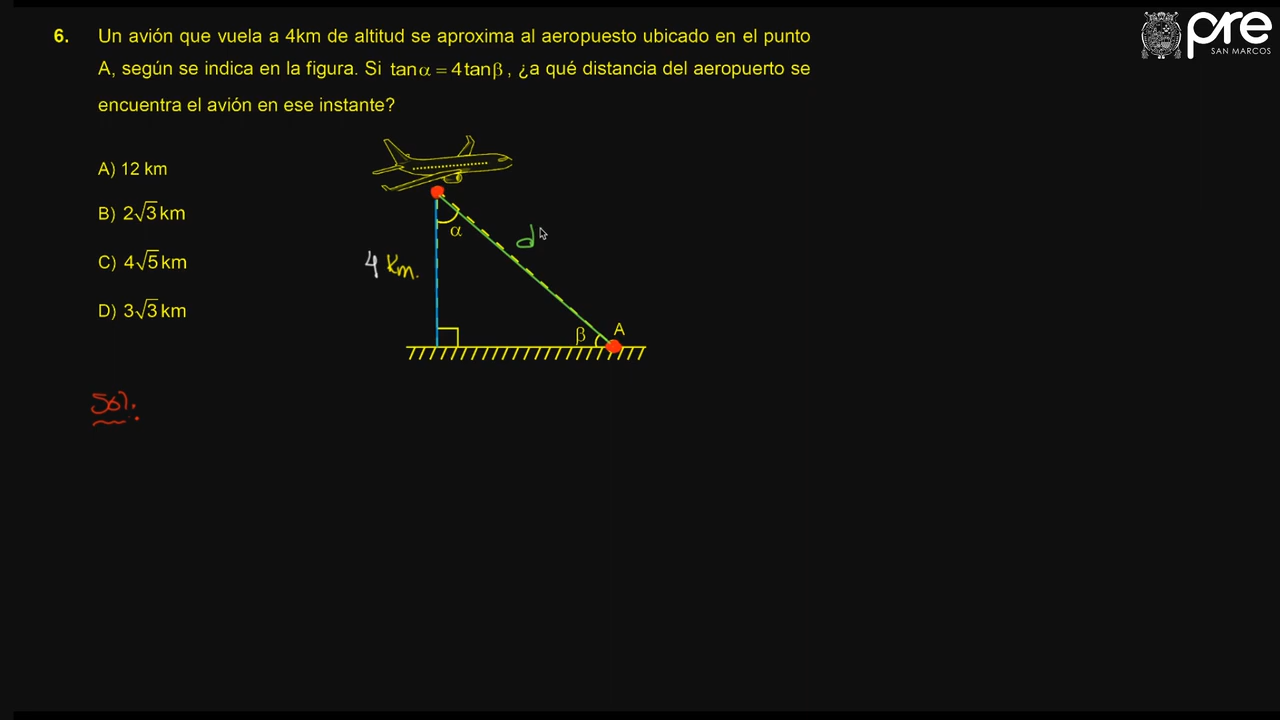 6. Un avión que vuela a 4km de altitud se aproxima al aeropuesto ubicado en el punto
A, según se indica en la figura. Si tanα = 4tanβ, ¿a qué distancia del aeropuerto se
encuentra el avión en ese instante?
A) 12 km
B) 2√3 km
C) 4√5 km
D) 3√3 km
α
d
4 Km.
β
A
Sol:
pre
SAN MARCOS